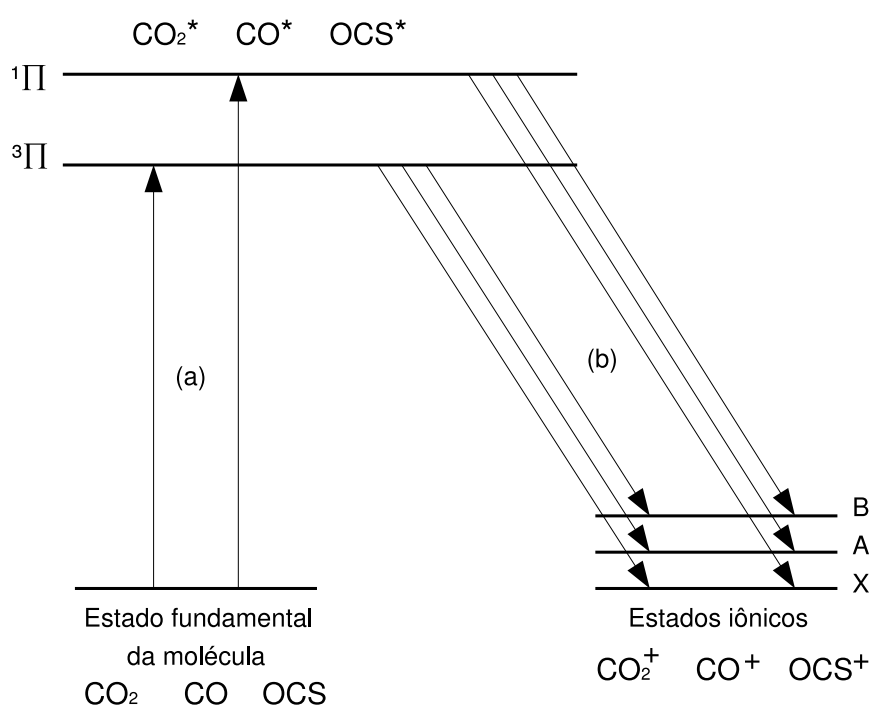 CO₂* CO* OCS*
¹Π
³Π
(a)
(b)
B
A
X
Estado fundamental
da molécula
CO₂ CO OCS
Estados iônicos
CO₂⁺ CO⁺ OCS⁺